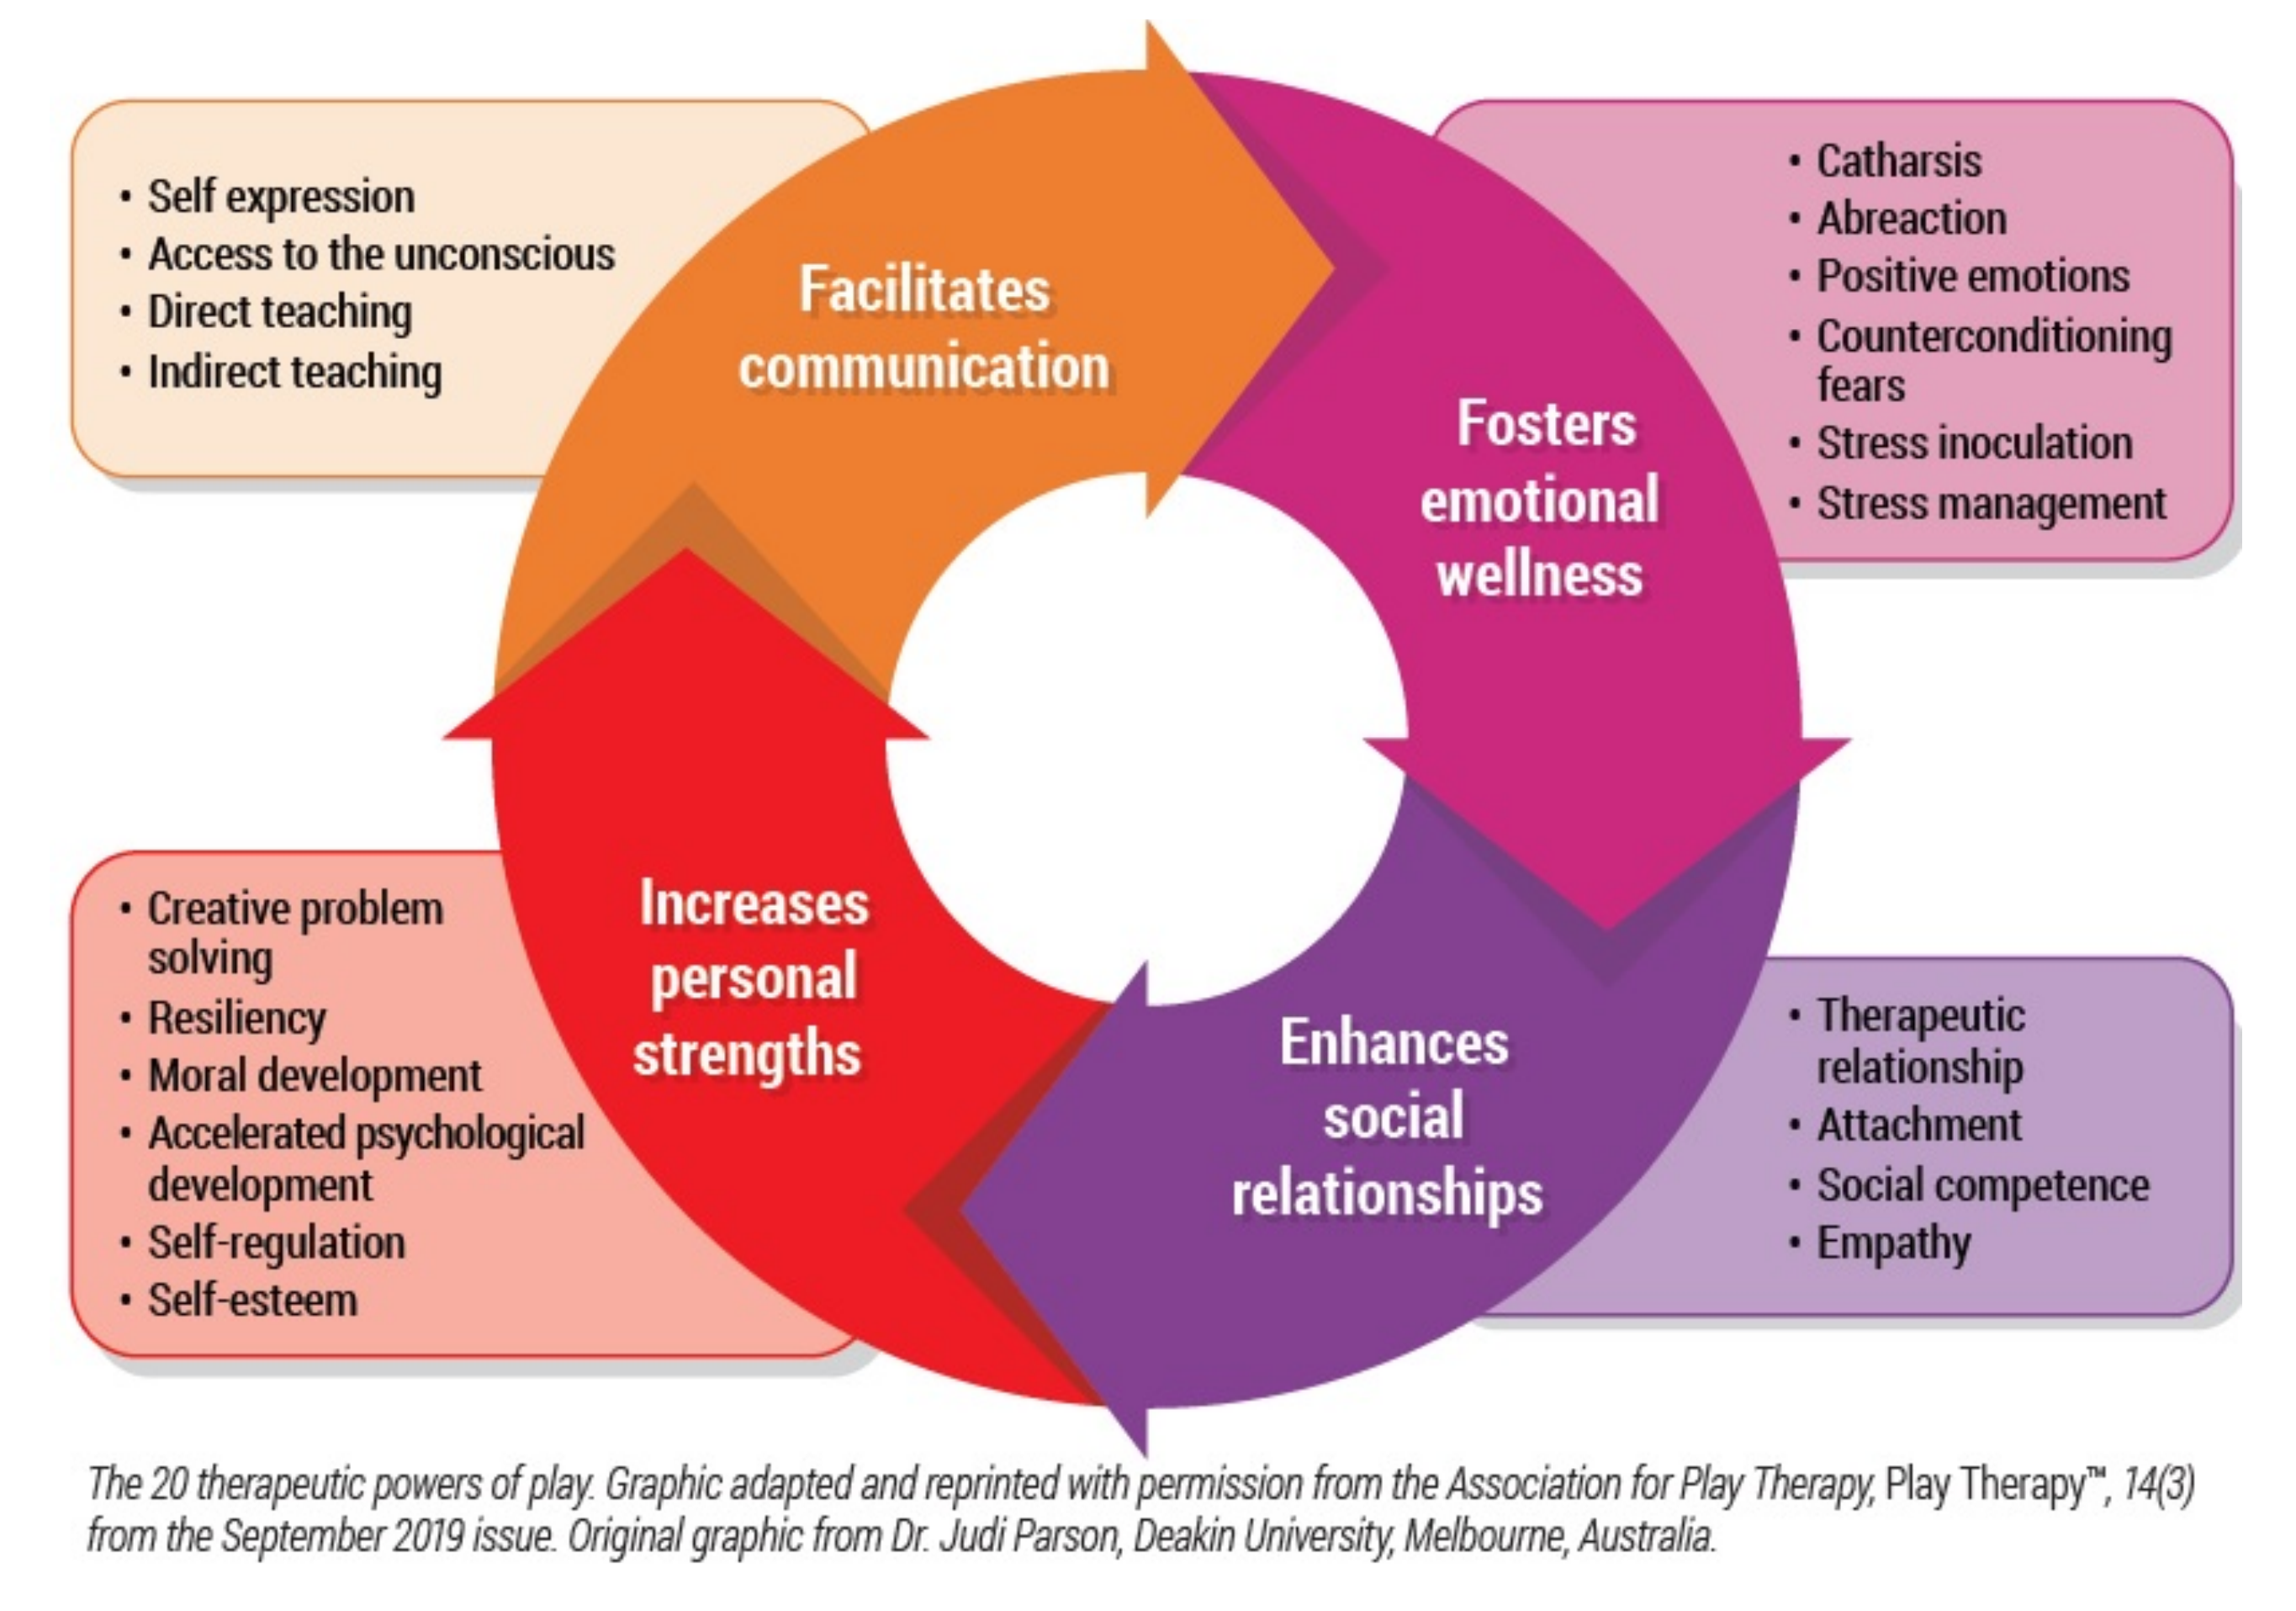 • Self expression
• Access to the unconscious
• Direct teaching
• Indirect teaching
Facilitates
communication
• Catharsis
• Abreaction
• Positive emotions
• Counterconditioning
fears
• Stress inoculation
• Stress management
Fosters
emotional
wellness
• Creative problem
solving
• Resiliency
• Moral development
• Accelerated psychological
development
• Self-regulation
• Self-esteem
Increases
personal
strengths
Enhances
social
relationships
• Therapeutic
relationship
• Attachment
• Social competence
• Empathy
The 20 therapeutic powers of play. Graphic adapted and reprinted with permission from the Association for Play Therapy, Play Therapy™, 14(3)
from the September 2019 issue. Original graphic from Dr. Judi Parson, Deakin University, Melbourne, Australia.